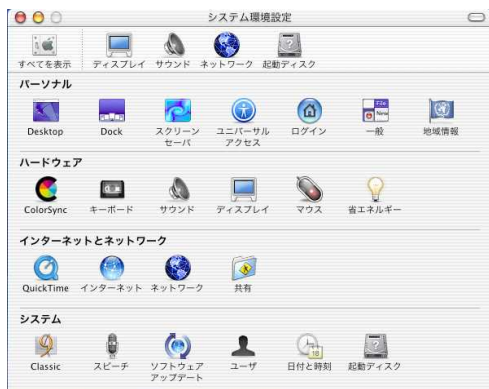 システム環境設定
すべてを表示 ディスプレイ サウンド ネットワーク 起動ディスク
パーソナル
Desktop Dock スクリーン ユニバーサル ログイン 一般 地域情報
セーバ アクセス
ハードウェア
ColorSync キーボード サウンド ディスプレイ マウス 省エネルギー
インターネットとネットワーク
QuickTime インターネット ネットワーク 共有
システム
Classic スピーチ ソフトウェア ユーザ 日付と時刻 起動ディスク
アップデート